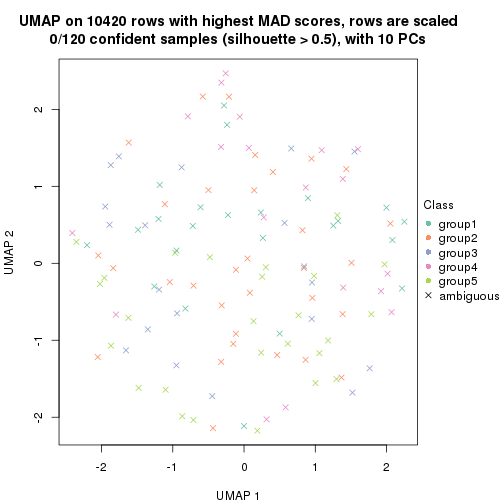 UMAP on 10420 rows with highest MAD scores, rows are scaled
0/120 confident samples (silhouette > 0.5), with 10 PCs
UMAP 2
2
1
0
-1
-2
-2
-1
0
1
2
UMAP 1
Class
group1
group2
group3
group4
group5
ambiguous